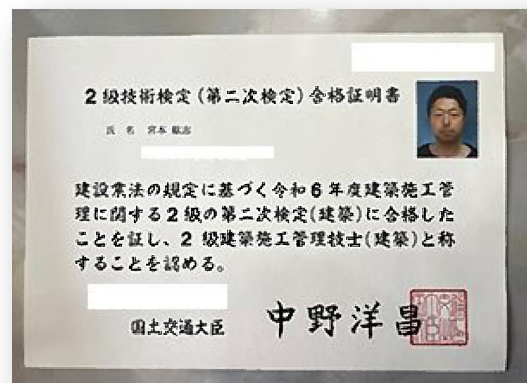 2級技術検定(第二次検定)合格証明書
氏 名 宮本
建設業法の規定に基づく令和6年度建築施工管
理に関する2級の第二次検定(建築)に合格した
ことを証し、2 級建築施工管理技士(建築)と称
することを認める。
国土交通大臣 中野洋昌